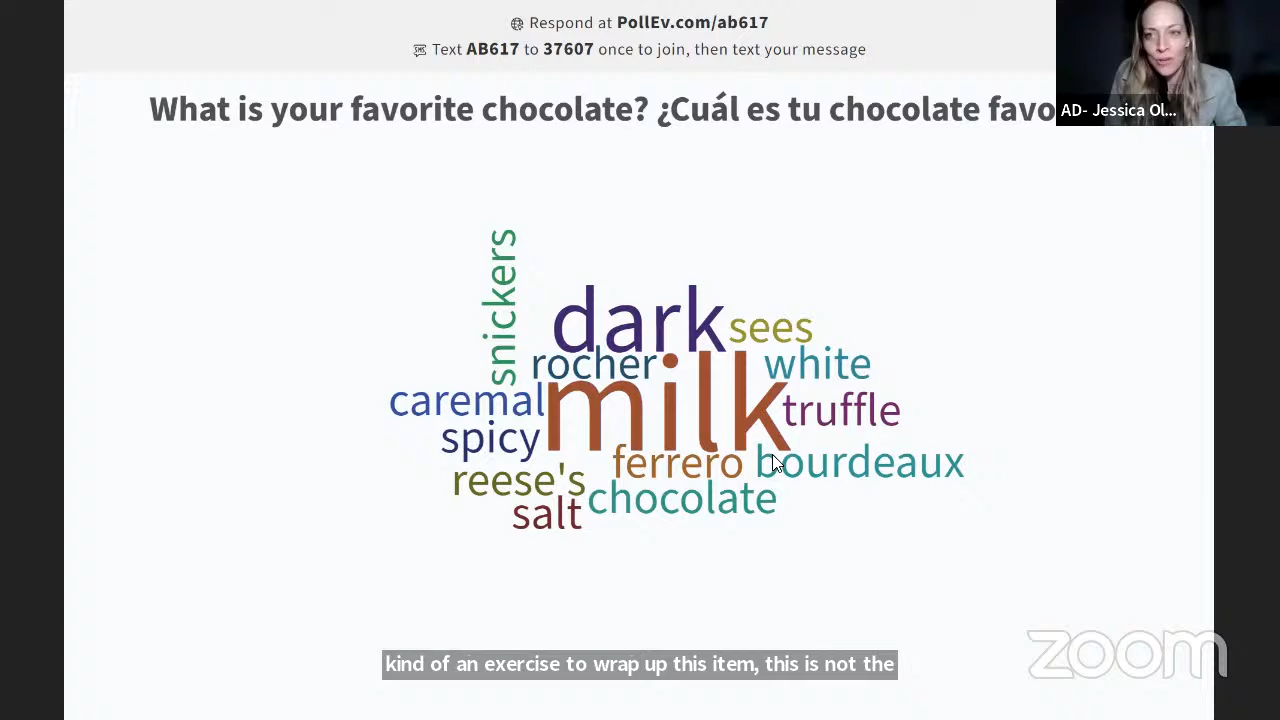 Respond at PollEv.com/ab617
Text AB617 to 37607 once to join, then text your message
What is your favorite chocolate? ¿Cuál es tu chocolate favo
AD- Jessica Ol...
snickers
dark
sees
rocher
white
milk
caremal
truffle
spicy
ferrero
bourdeaux
reese's
chocolate
salt
kind of an exercise to wrap up this item, this is not the
zoom